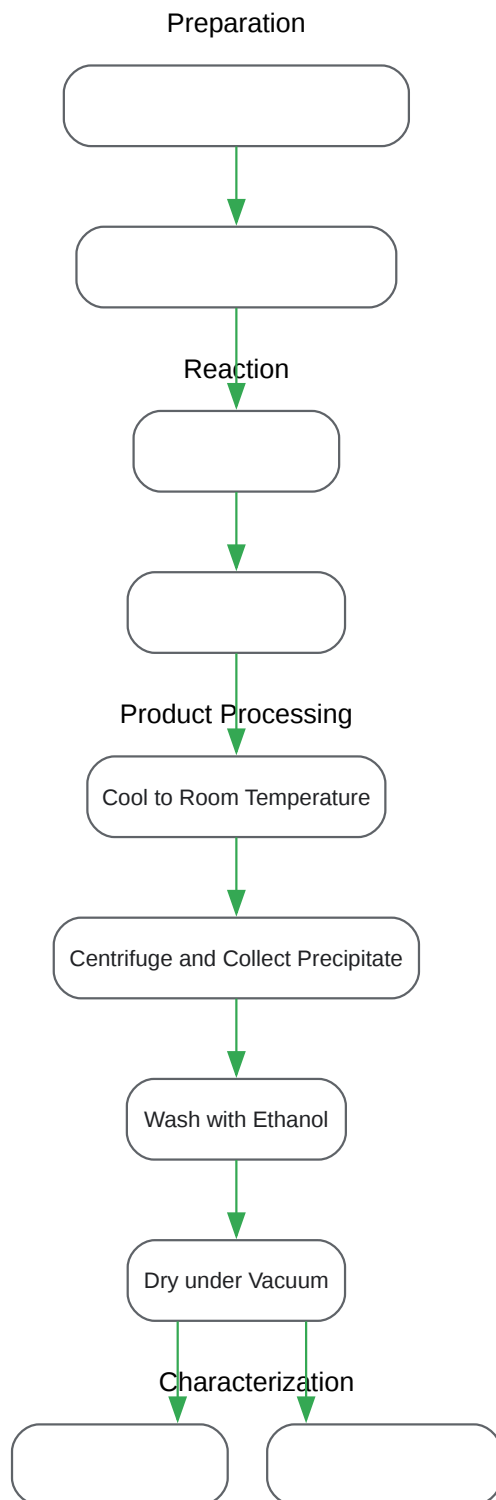 Preparation
Reaction
Product Processing
Cool to Room Temperature
Centrifuge and Collect Precipitate
Wash with Ethanol
Dry under Vacuum
Characterization